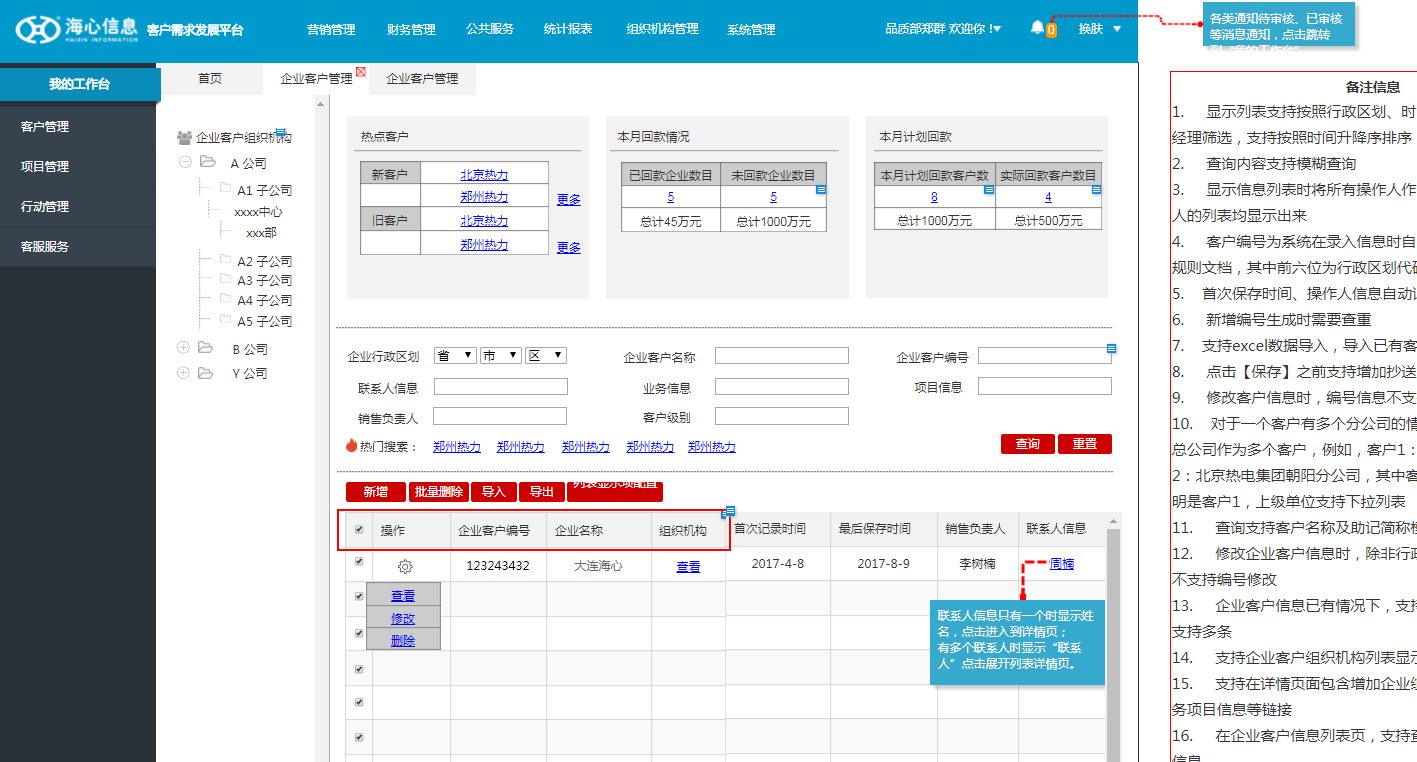 海心信息
HAIXIN INFORMATION
客户需求发展平台
营销管理
财务管理
公共服务
统计报表
组织机构管理
系统管理
品质部郑群 欢迎你 !
0
换肤
各类通知待审核、已审核
等消息通知，点击跳转
到“我的工作台”
我的工作台
客户管理
项目管理
行动管理
客服服务
首页
企业客户管理
企业客户管理
企业客户组织机构
A 公司
A1 子公司
xxxx中心
xxx部
A2 子公司
A3 子公司
A4 子公司
A5 子公司
B 公司
Y 公司
热点客户
新客户 北京热力
郑州热力 更多
旧客户 北京热力
郑州热力 更多
本月回款情况
已回款企业数目 未回款企业数目
5 5
总计45万元 总计1000万元
本月计划回款
本月计划回款客户数 实际回款客户数目
8 4
总计1000万元 总计500万元
企业行政区划 省 市 区 企业客户名称 企业客户编号
联系人信息 业务信息 项目信息
销售负责人 客户级别
热门搜索： 郑州热力 郑州热力 郑州热力 郑州热力 郑州热力
查询 重置
新增 批量删除 导入 导出 列表显示项配置
操作 企业客户编号 企业名称 组织机构 首次记录时间 最后保存时间 销售负责人 联系人信息
123243432 大连海心 查看 2017-4-8 2017-8-9 李树楠 周楠
查看
修改
删除
联系人信息只有一个时显示姓
名，点击进入到详情页；
有多个联系人时显示“联系
人”点击展开列表详情页。
备注信息
1. 显示列表支持按照行政区划、时
经理筛选，支持按照时间升降序排序
2. 查询内容支持模糊查询
3. 显示信息列表时将所有操作人作
人的列表均显示出来
4. 客户编号为系统在录入信息时自
规则文档，其中前六位为行政区划代码
5. 首次保存时间、操作人信息自动
6. 新增编号生成时需要查重
7. 支持excel数据导入，导入已有客
8. 点击【保存】之前支持增加抄送
9. 修改客户信息时，编号信息不支
10. 对于一个客户有多个分公司的情
总公司作为多个客户，例如，客户1：
2：北京热电集团朝阳分公司，其中客
明是客户1，上级单位支持下拉列表
11. 查询支持客户名称及助记简称模
12. 修改企业客户信息时，除非行政
不支持编号修改
13. 企业客户信息已有情况下，支持
支持多条
14. 支持企业客户组织机构列表显示
15. 支持在详情页面包含增加企业组
务项目信息等链接
16. 在企业客户信息列表页，支持查
信息